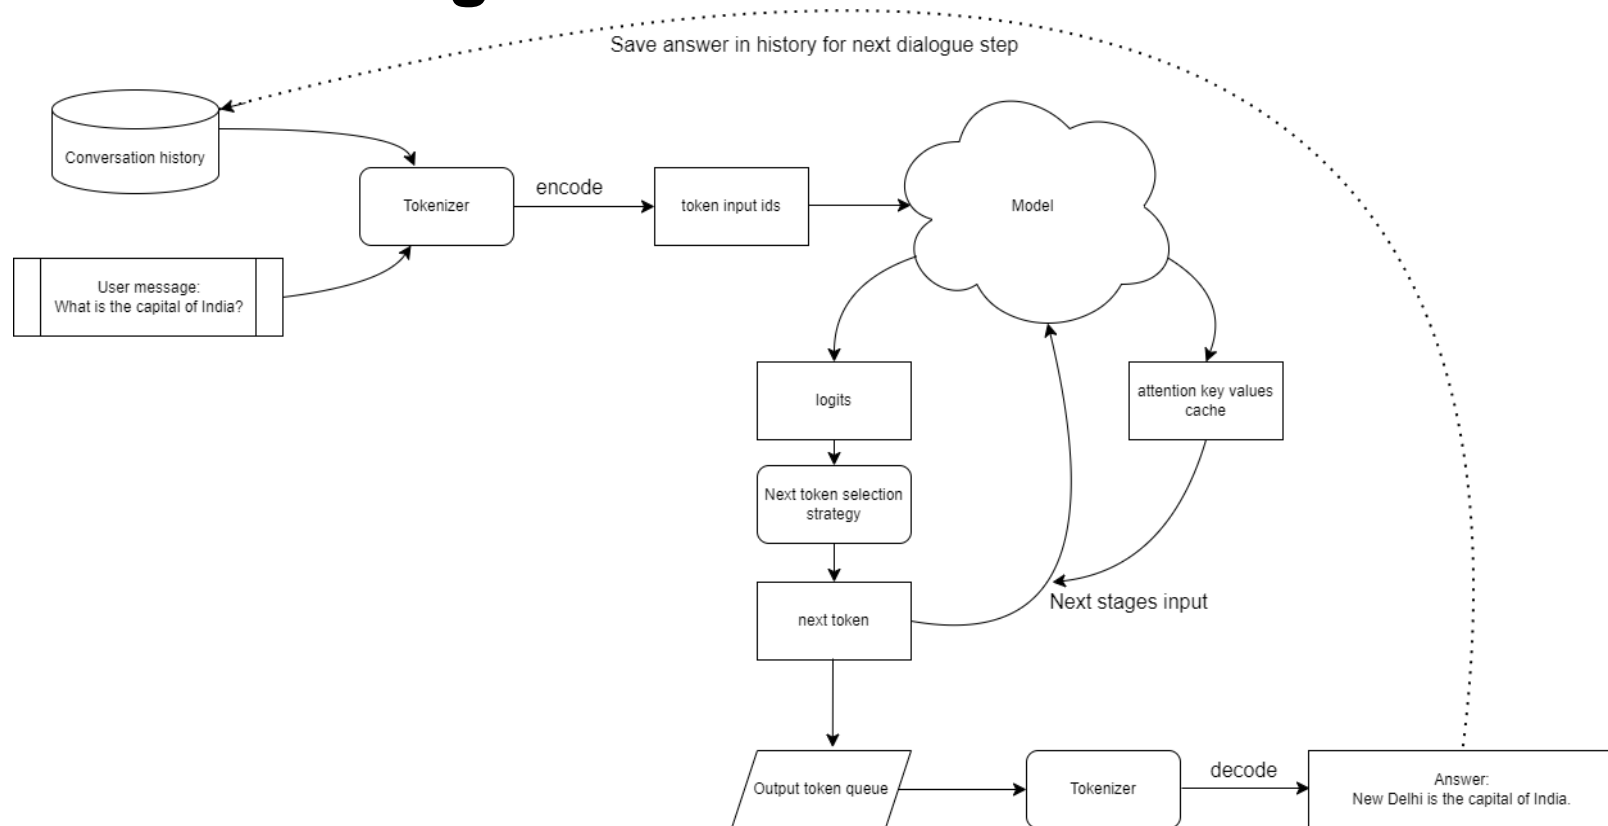 Save answer in history for next dialogue step
Conversation history
Tokenizer
encode
token input ids
Model
User message:
What is the capital of India?
logits
attention key values
cache
Next token selection
strategy
next token
Next stages input
Output token queue
Tokenizer
decode
Answer:
New Delhi is the capital of India.